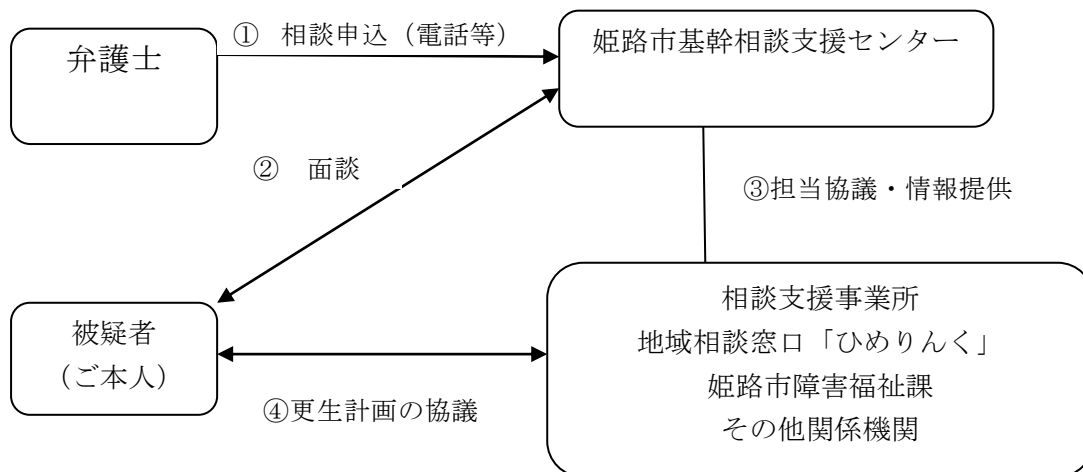 ① 相談申込（電話等）
弁護士
姫路市基幹相談支援センター
② 面談
③担当協議・情報提供
被疑者
（ご本人）
④更生計画の協議
相談支援事業所
地域相談窓口「ひめりんく」
姫路市障害福祉課
その他関係機関